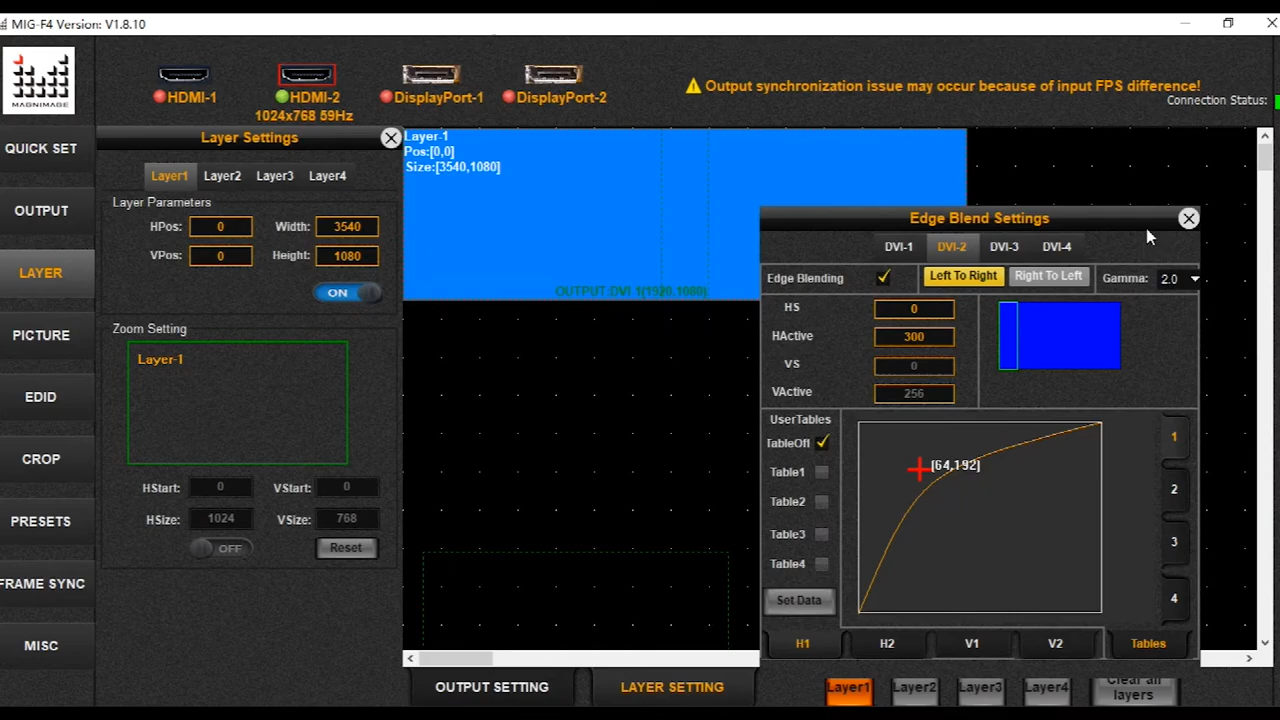 MIG-F4 Version: V1.8.10
MAGNIMAGE
HDMI-1
HDMI-2
1024x768 59Hz
DisplayPort-1
DisplayPort-2
Output synchronization issue may occur because of input FPS difference!
Connection Status:
QUICK SET
OUTPUT
LAYER
PICTURE
EDID
CROP
PRESETS
FRAME SYNC
MISC
Layer Settings
Layer1 Layer2 Layer3 Layer4
Layer Parameters
HPos: 0 Width: 3540
VPos: 0 Height: 1080
ON
Zoom Setting
Layer-1
HStart: 0 VStart: 0
HSize: 1024 VSize: 768
OFF Reset
Layer-1
Pos:[0,0]
Size:[3540,1080]
OUTPUT:DVI 1(1920,1080)
Edge Blend Settings
DVI-1 DVI-2 DVI-3 DVI-4
Edge Blending Left To Right Right To Left Gamma: 2.0
HS 0
HActive 300
VS 0
VActive 256
UserTables
TableOff
Table1
Table2
Table3
Table4
Set Data
[64,192]
1
2
3
4
H1 H2 V1 V2 Tables
OUTPUT SETTING LAYER SETTING
Layer1 Layer2 Layer3 Layer4 Clear all
layers